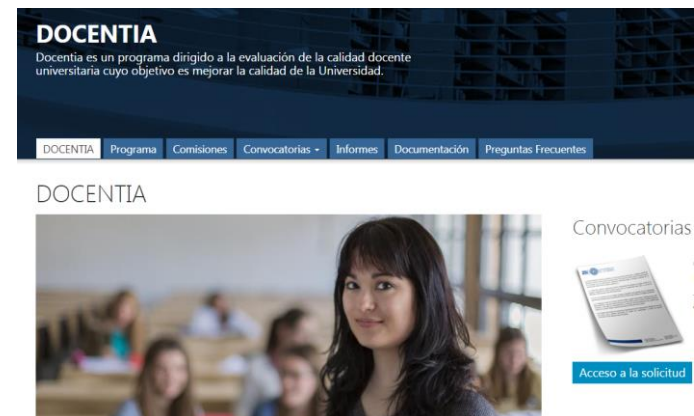 DOCENTIA
Docentia es un programa dirigido a la evaluación de la calidad docente
universitaria cuyo objetivo es mejorar la calidad de la Universidad.
DOCENTIA Programa Comisiones Convocatorias Informes Documentación Preguntas Frecuentes
DOCENTIA
Convocatorias
Acceso a la solicitud